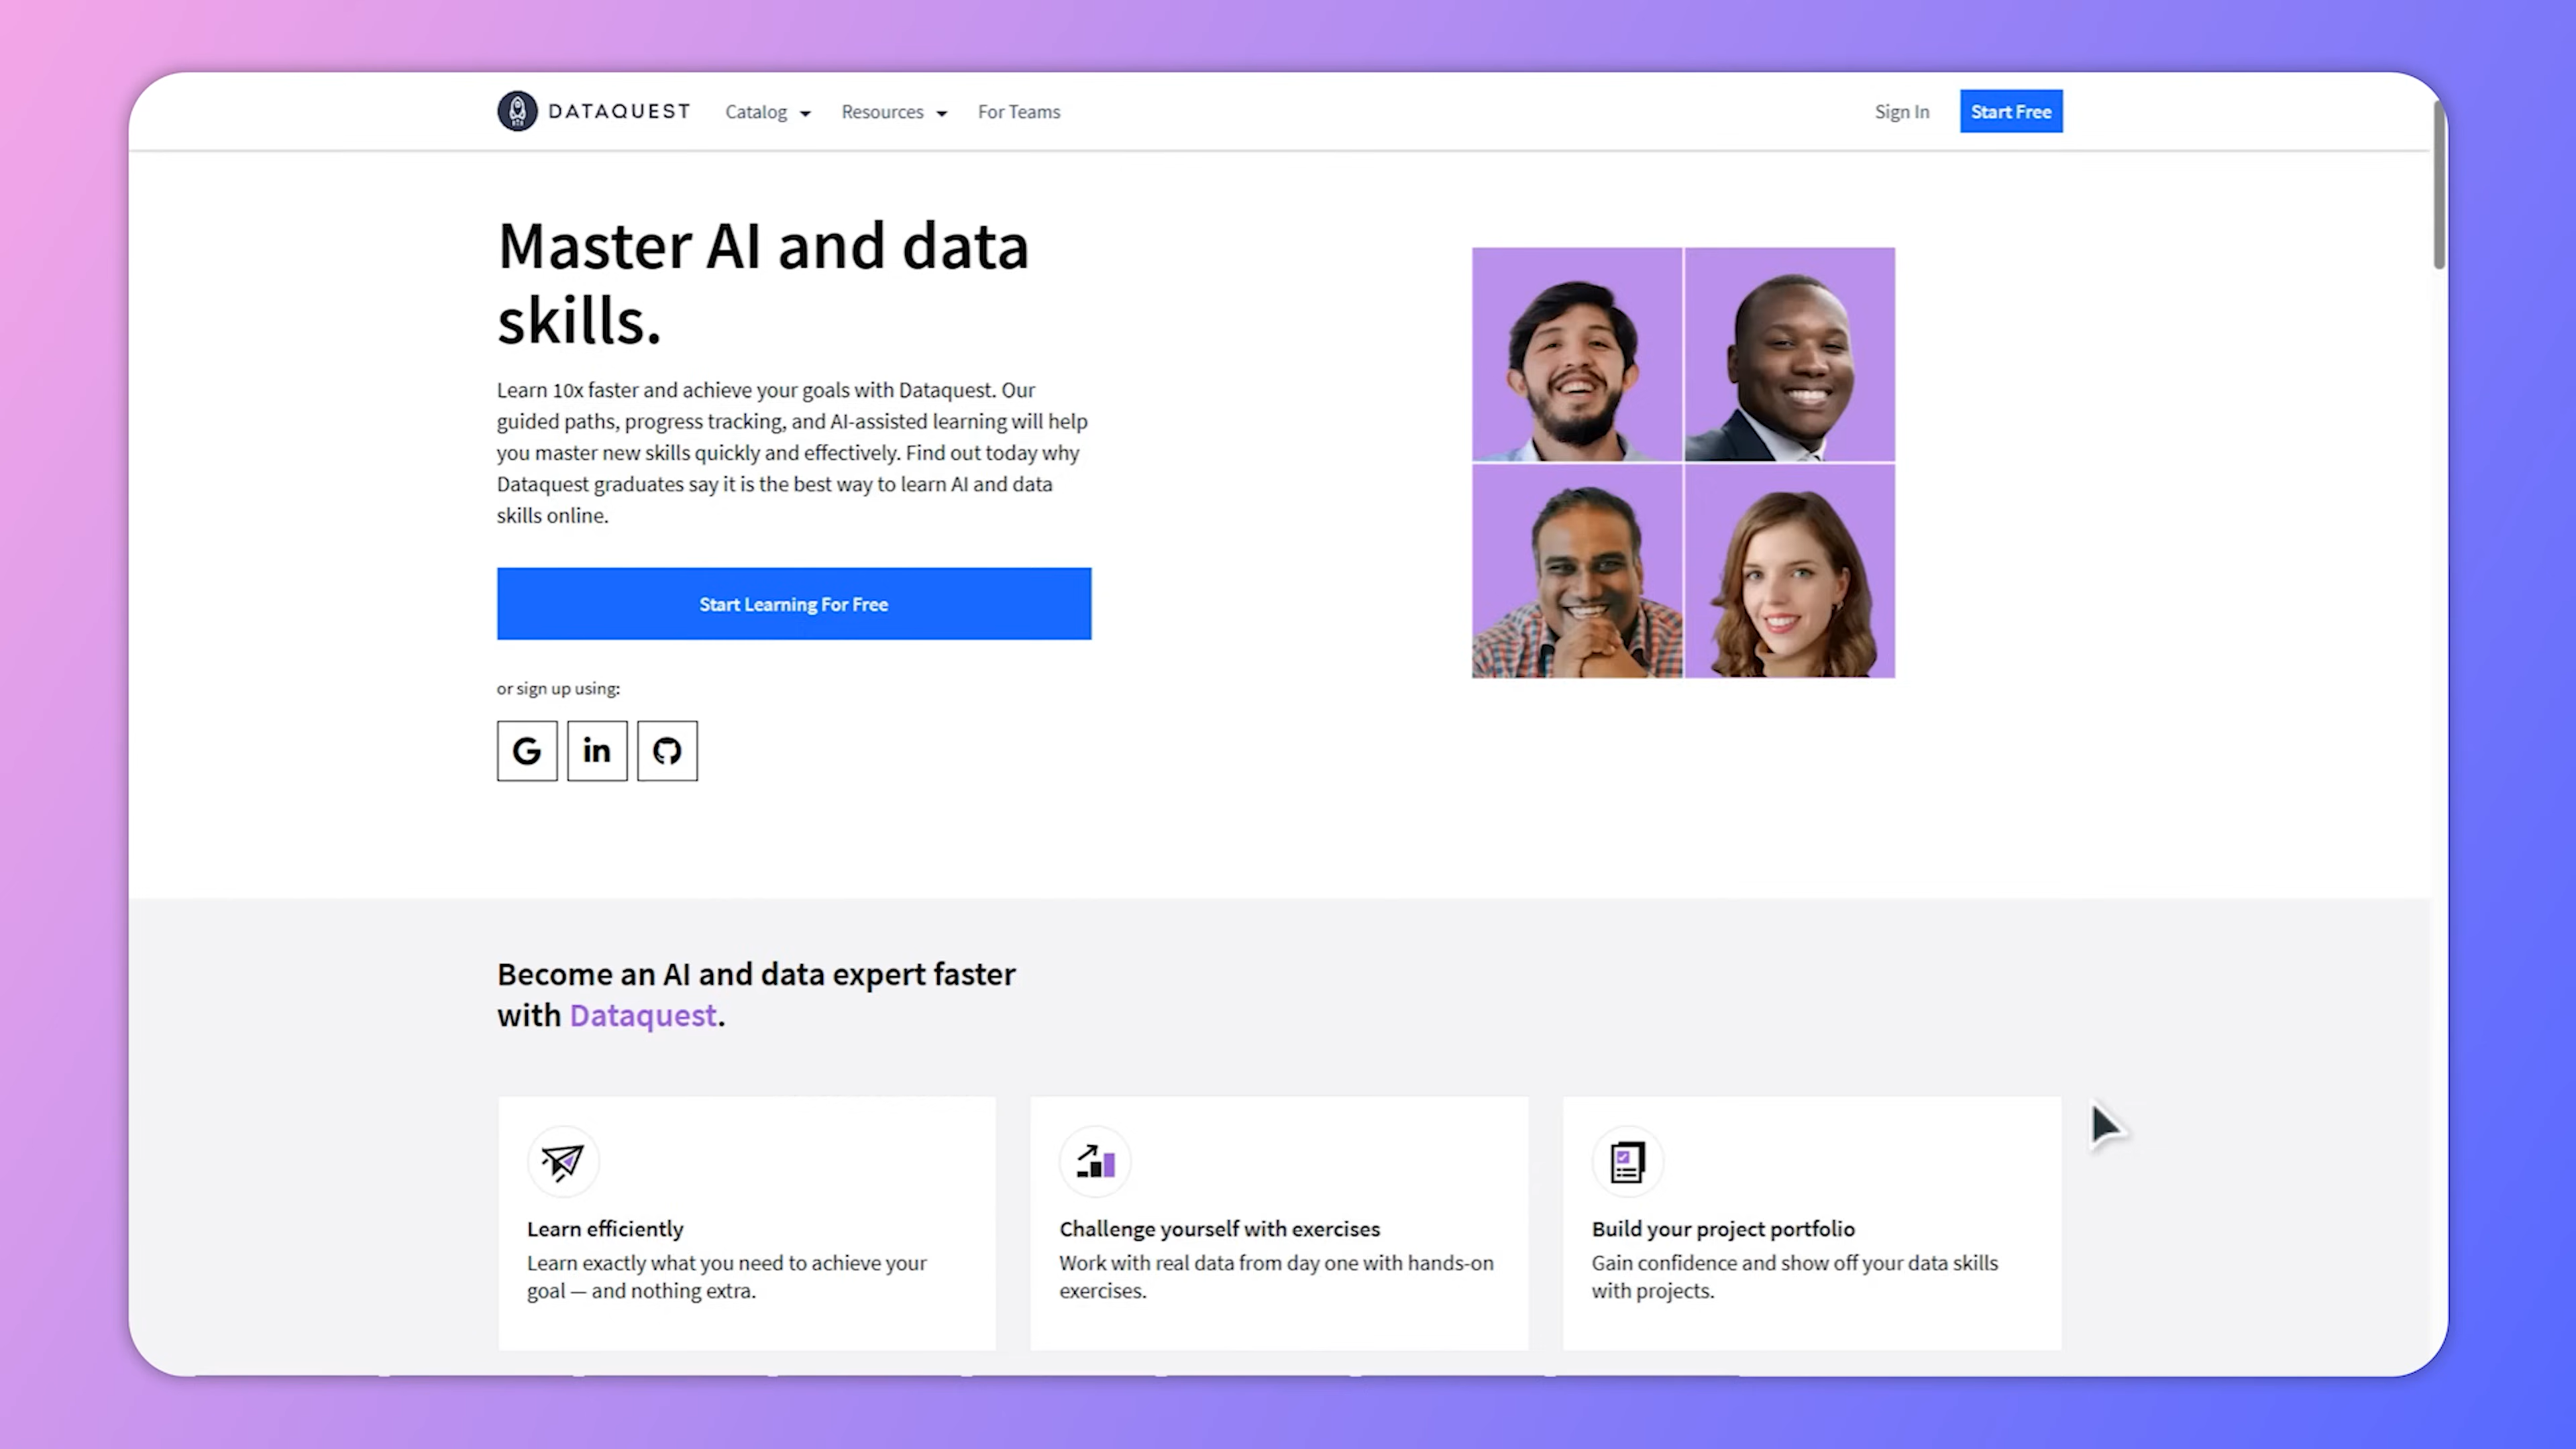 DATAQUEST Catalog Resources For Teams Sign In Start Free
Master AI and data
skills.
Learn 10x faster and achieve your goals with Dataquest. Our
guided paths, progress tracking, and AI-assisted learning will help
you master new skills quickly and effectively. Find out today why
Dataquest graduates say it is the best way to learn AI and data
skills online.
Start Learning For Free
or sign up using:
G in
Become an AI and data expert faster
with Dataquest.
Learn efficiently
Learn exactly what you need to achieve your
goal — and nothing extra.
Challenge yourself with exercises
Work with real data from day one with hands-on
exercises.
Build your project portfolio
Gain confidence and show off your data skills
with projects.